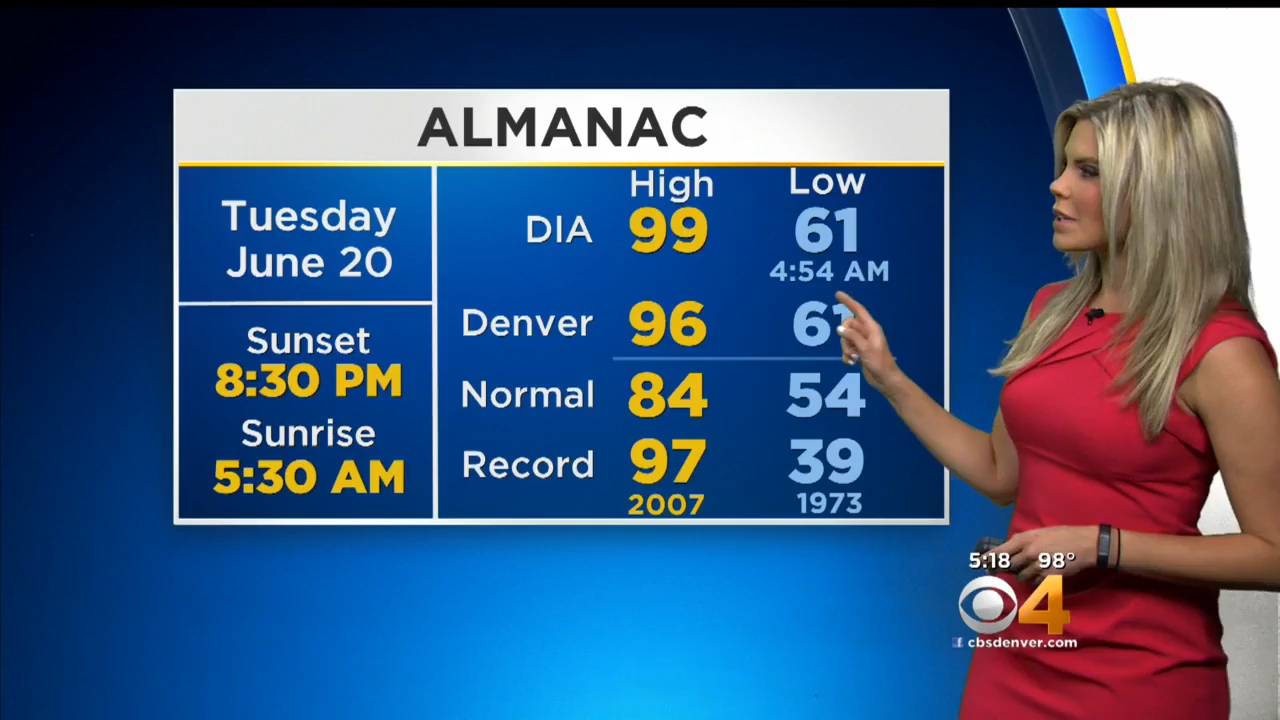 ALMANAC
Tuesday
June 20
Sunset
8:30 PM
Sunrise
5:30 AM
High Low
DIA 99 61
4:54 AM
Denver 96 61
Normal 84 54
Record 97 39
2007 1973
5:18 98°
4
f cbsdenver.com